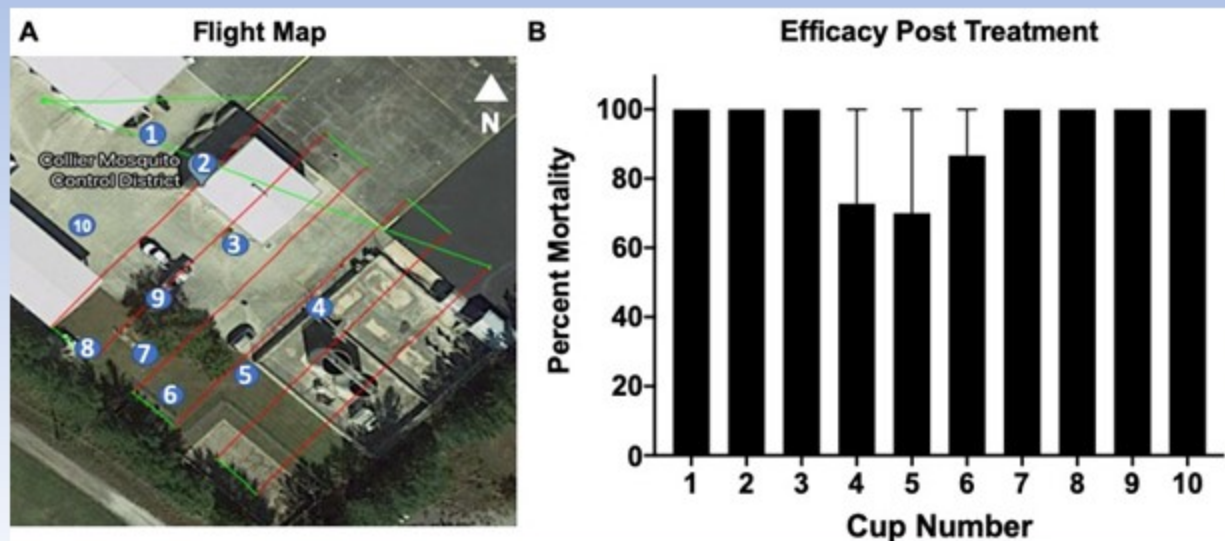 A
Flight Map
N
1
2
Collier Mosquito
Control District
10
3
9
4
8
7
5
6
B
Efficacy Post Treatment
Percent Mortality
100
80
60
40
20
0
1 2 3 4 5 6 7 8 9 10
Cup Number